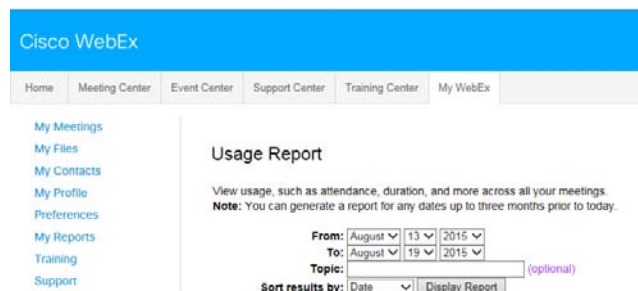 Cisco WebEx
Home Meeting Center Event Center Support Center Training Center My WebEx
My Meetings
My Files
My Contacts
My Profile
Preferences
My Reports
Training
Support
Usage Report
View usage, such as attendance, duration, and more across all your meetings.
Note: You can generate a report for any dates up to three months prior to today.
From: August 13 2015
To: August 19 2015
Topic: (optional)
Sort results by: Date Display Report